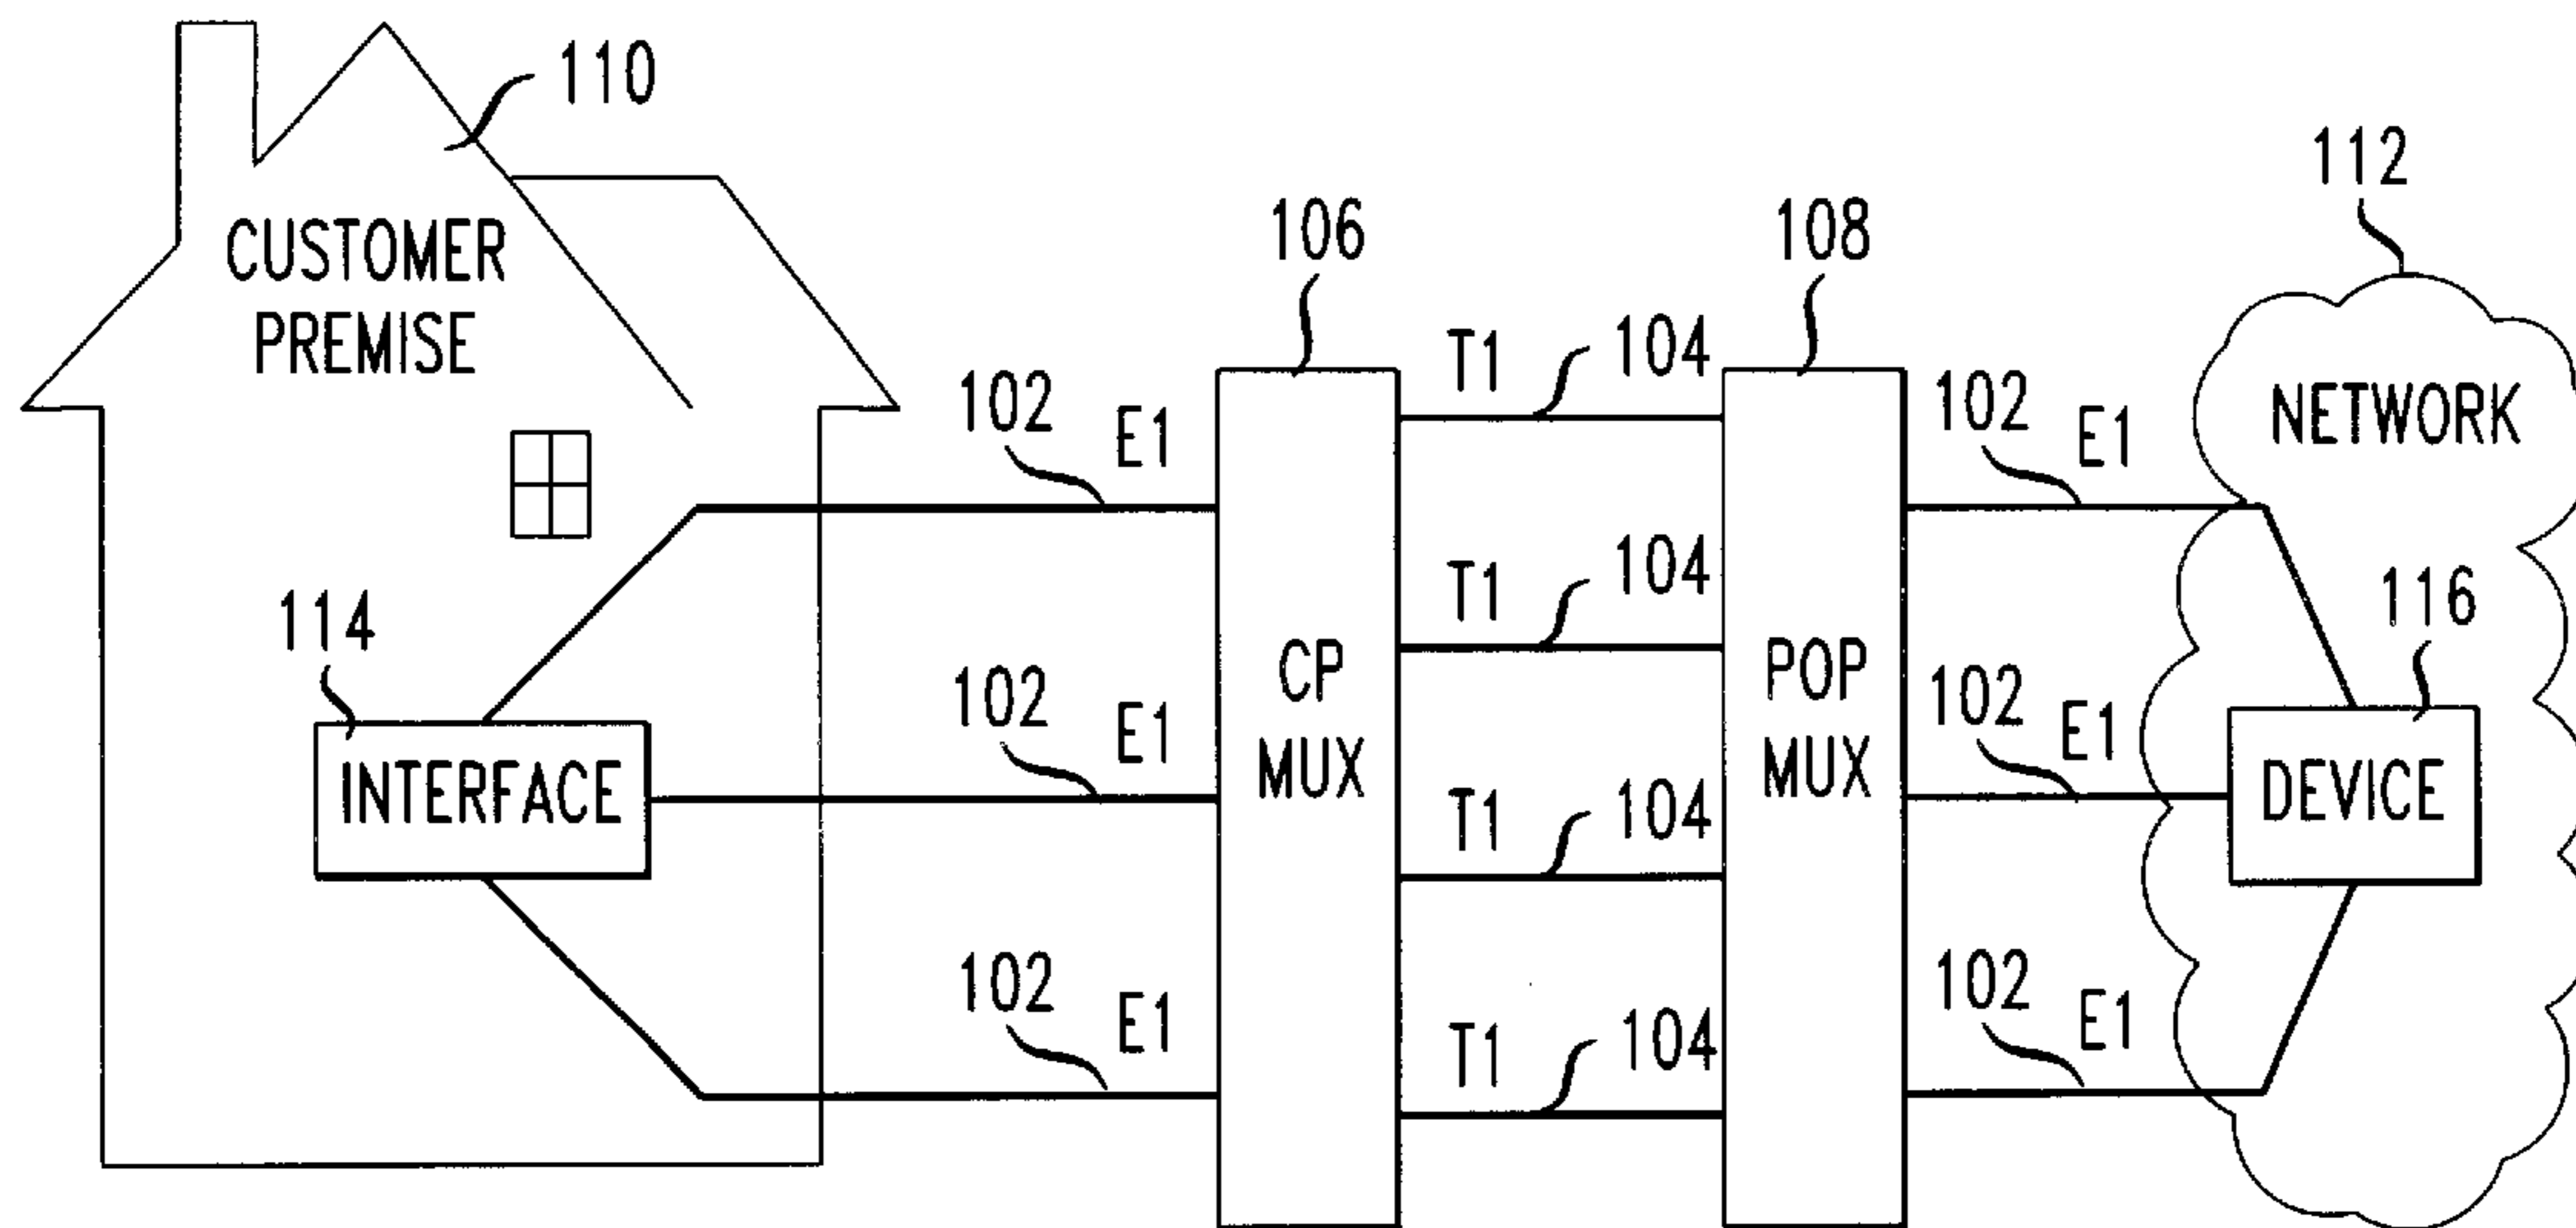 110
CUSTOMER
PREMISE
112
106
108
NETWORK
T1
104
102
E1
102
E1
T1
104
116
114
INTERFACE
102
E1
CP
MUX
POP
MUX
102
E1
DEVICE
T1
104
102
E1
T1
104
102
E1